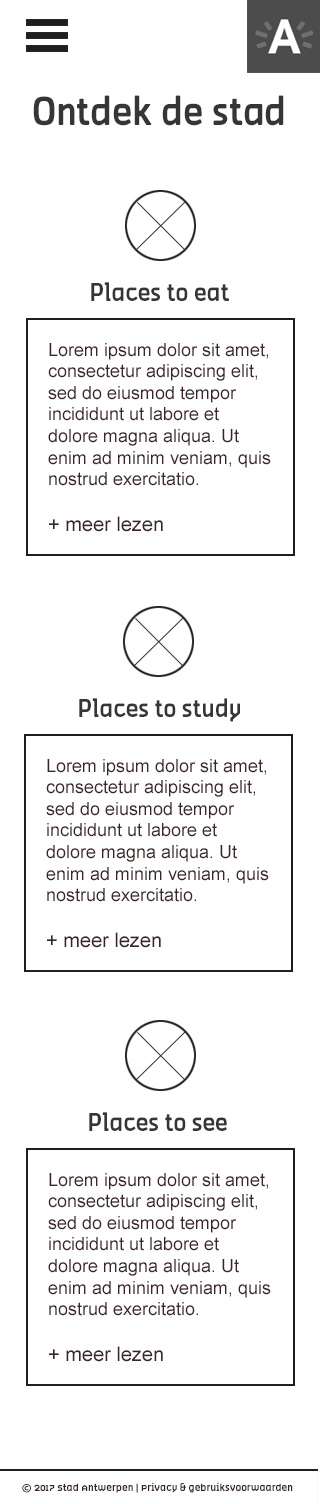 A
Ontdek de stad
Places to eat
Lorem ipsum dolor sit amet,
consectetur adipiscing elit,
sed do eiusmod tempor
incididunt ut labore et
dolore magna aliqua. Ut
enim ad minim veniam, quis
nostrud exercitatio.
+ meer lezen
Places to study
Lorem ipsum dolor sit amet,
consectetur adipiscing elit,
sed do eiusmod tempor
incididunt ut labore et
dolore magna aliqua. Ut
enim ad minim veniam, quis
nostrud exercitatio.
+ meer lezen
Places to see
Lorem ipsum dolor sit amet,
consectetur adipiscing elit,
sed do eiusmod tempor
incididunt ut labore et
dolore magna aliqua. Ut
enim ad minim veniam, quis
nostrud exercitatio.
+ meer lezen
© 2017 Stad Antwerpen | Privacy & gebruiksvoorwaarden